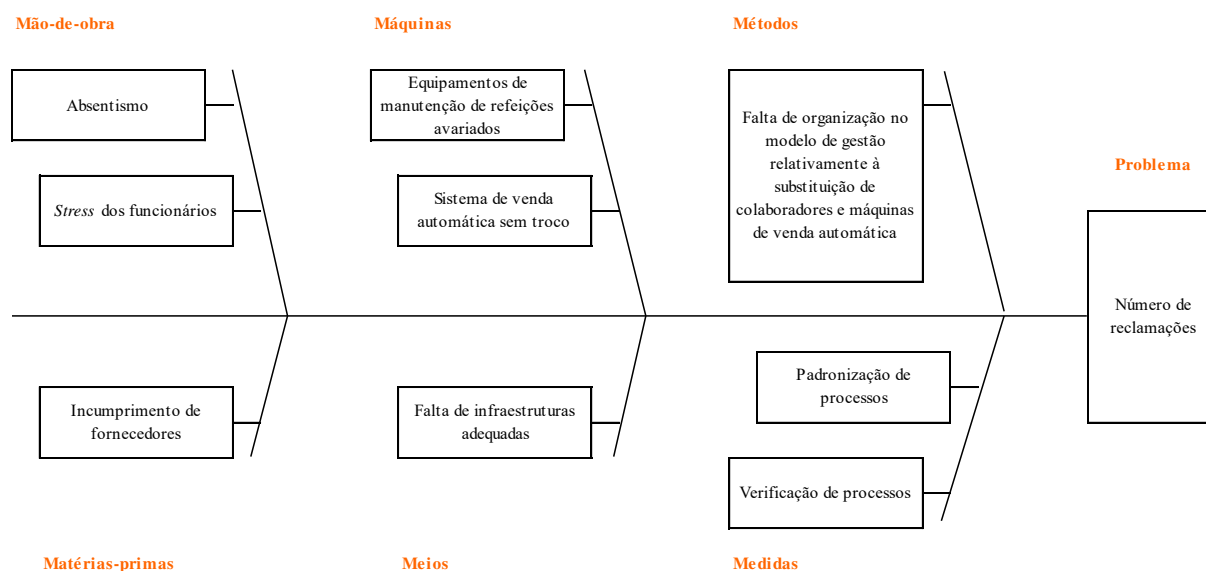 Mão-de-obra
Máquinas
Métodos
Absentismo
Equipamentos de
manutenção de refeições
avariados
Falta de organização no
modelo de gestão
relativamente à
substituição de
colaboradores e máquinas
de venda automática
Stress dos funcionários
Sistema de venda
automática sem troco
Problema
Número de
reclamações
Incumprimento de
fornecedores
Falta de infraestruturas
adequadas
Padronização de
processos
Verificação de processos
Matérias-primas
Meios
Medidas